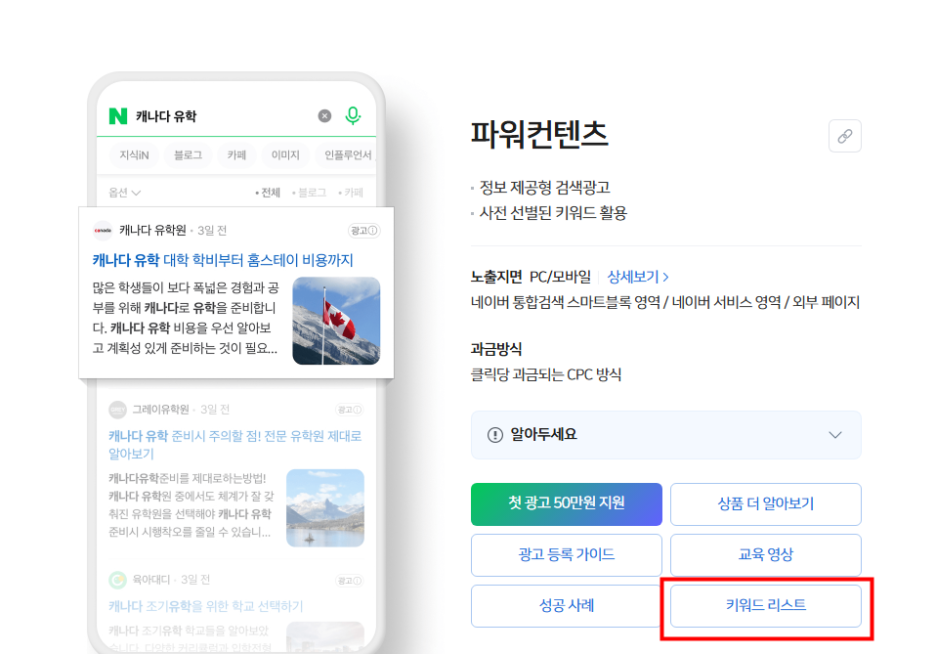 N 캐나다 유학
지식iN 블로그 카페 이미지 인플루언서
옵션 • 전체 • 블로그 • 카페
캐나다 유학원 · 3일 전 광고
캐나다 유학 대학 학비부터 홈스테이 비용까지
많은 학생들이 보다 폭넓은 경험과 공
부를 위해 캐나다로 유학을 준비합니
다. 캐나다 유학 비용을 우선 알아보
고 계획성 있게 준비하는 것이 필요...
그레이유학원 · 3일 전 광고
캐나다 유학 준비시 주의할 점! 전문 유학원 제대로
알아보기
캐나다유학준비를 제대로하는방법!
캐나다 유학원 중에서도 체계가 잘 갖
춰진 유학원을 선택해야 캐나다 유학
준비시 시행착오를 줄일 수 있습니...
육아대디 · 3일 전 광고
캐나다 조기유학을 위한 학교 선택하기
캐나다 조기유학 학교들을 알아보았
습니다. 다양한
파워컨텐츠
· 정보 제공형 검색광고
· 사전 선별된 키워드 활용
노출지면 PC/모바일 상세보기 >
네이버 통합검색 스마트블록 영역 / 네이버 서비스 영역 / 외부 페이지
과금방식
클릭당 과금되는 CPC 방식
알아두세요
첫 광고 50만원 지원 상품 더 알아보기
광고 등록 가이드 교육 영상
성공 사례 키워드 리스트